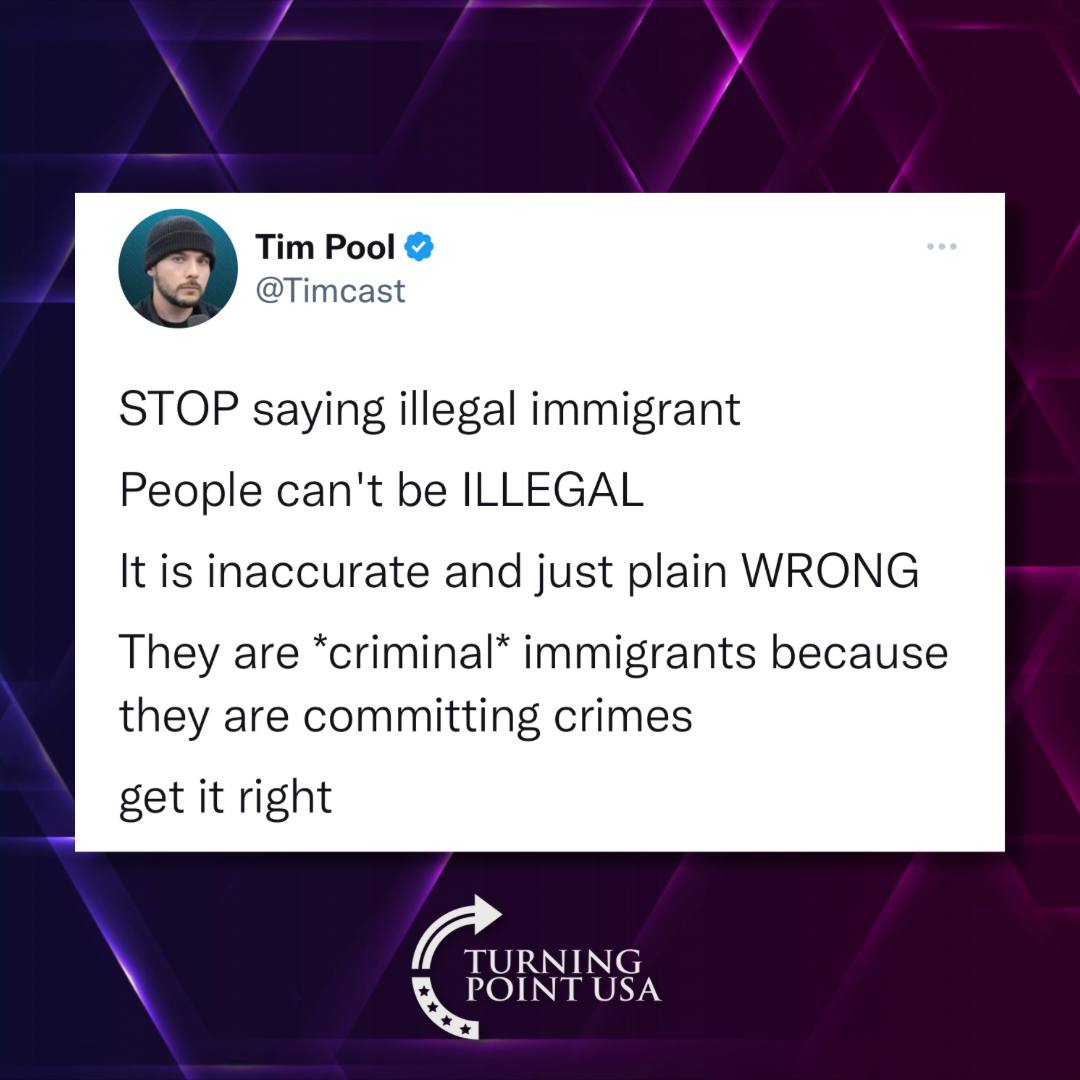 Tim Pool
@Timcast
STOP saying illegal immigrant
People can't be ILLEGAL
It is inaccurate and just plain WRONG
They are *criminal* immigrants because
they are committing crimes
get it right
TURNING
POINT USA